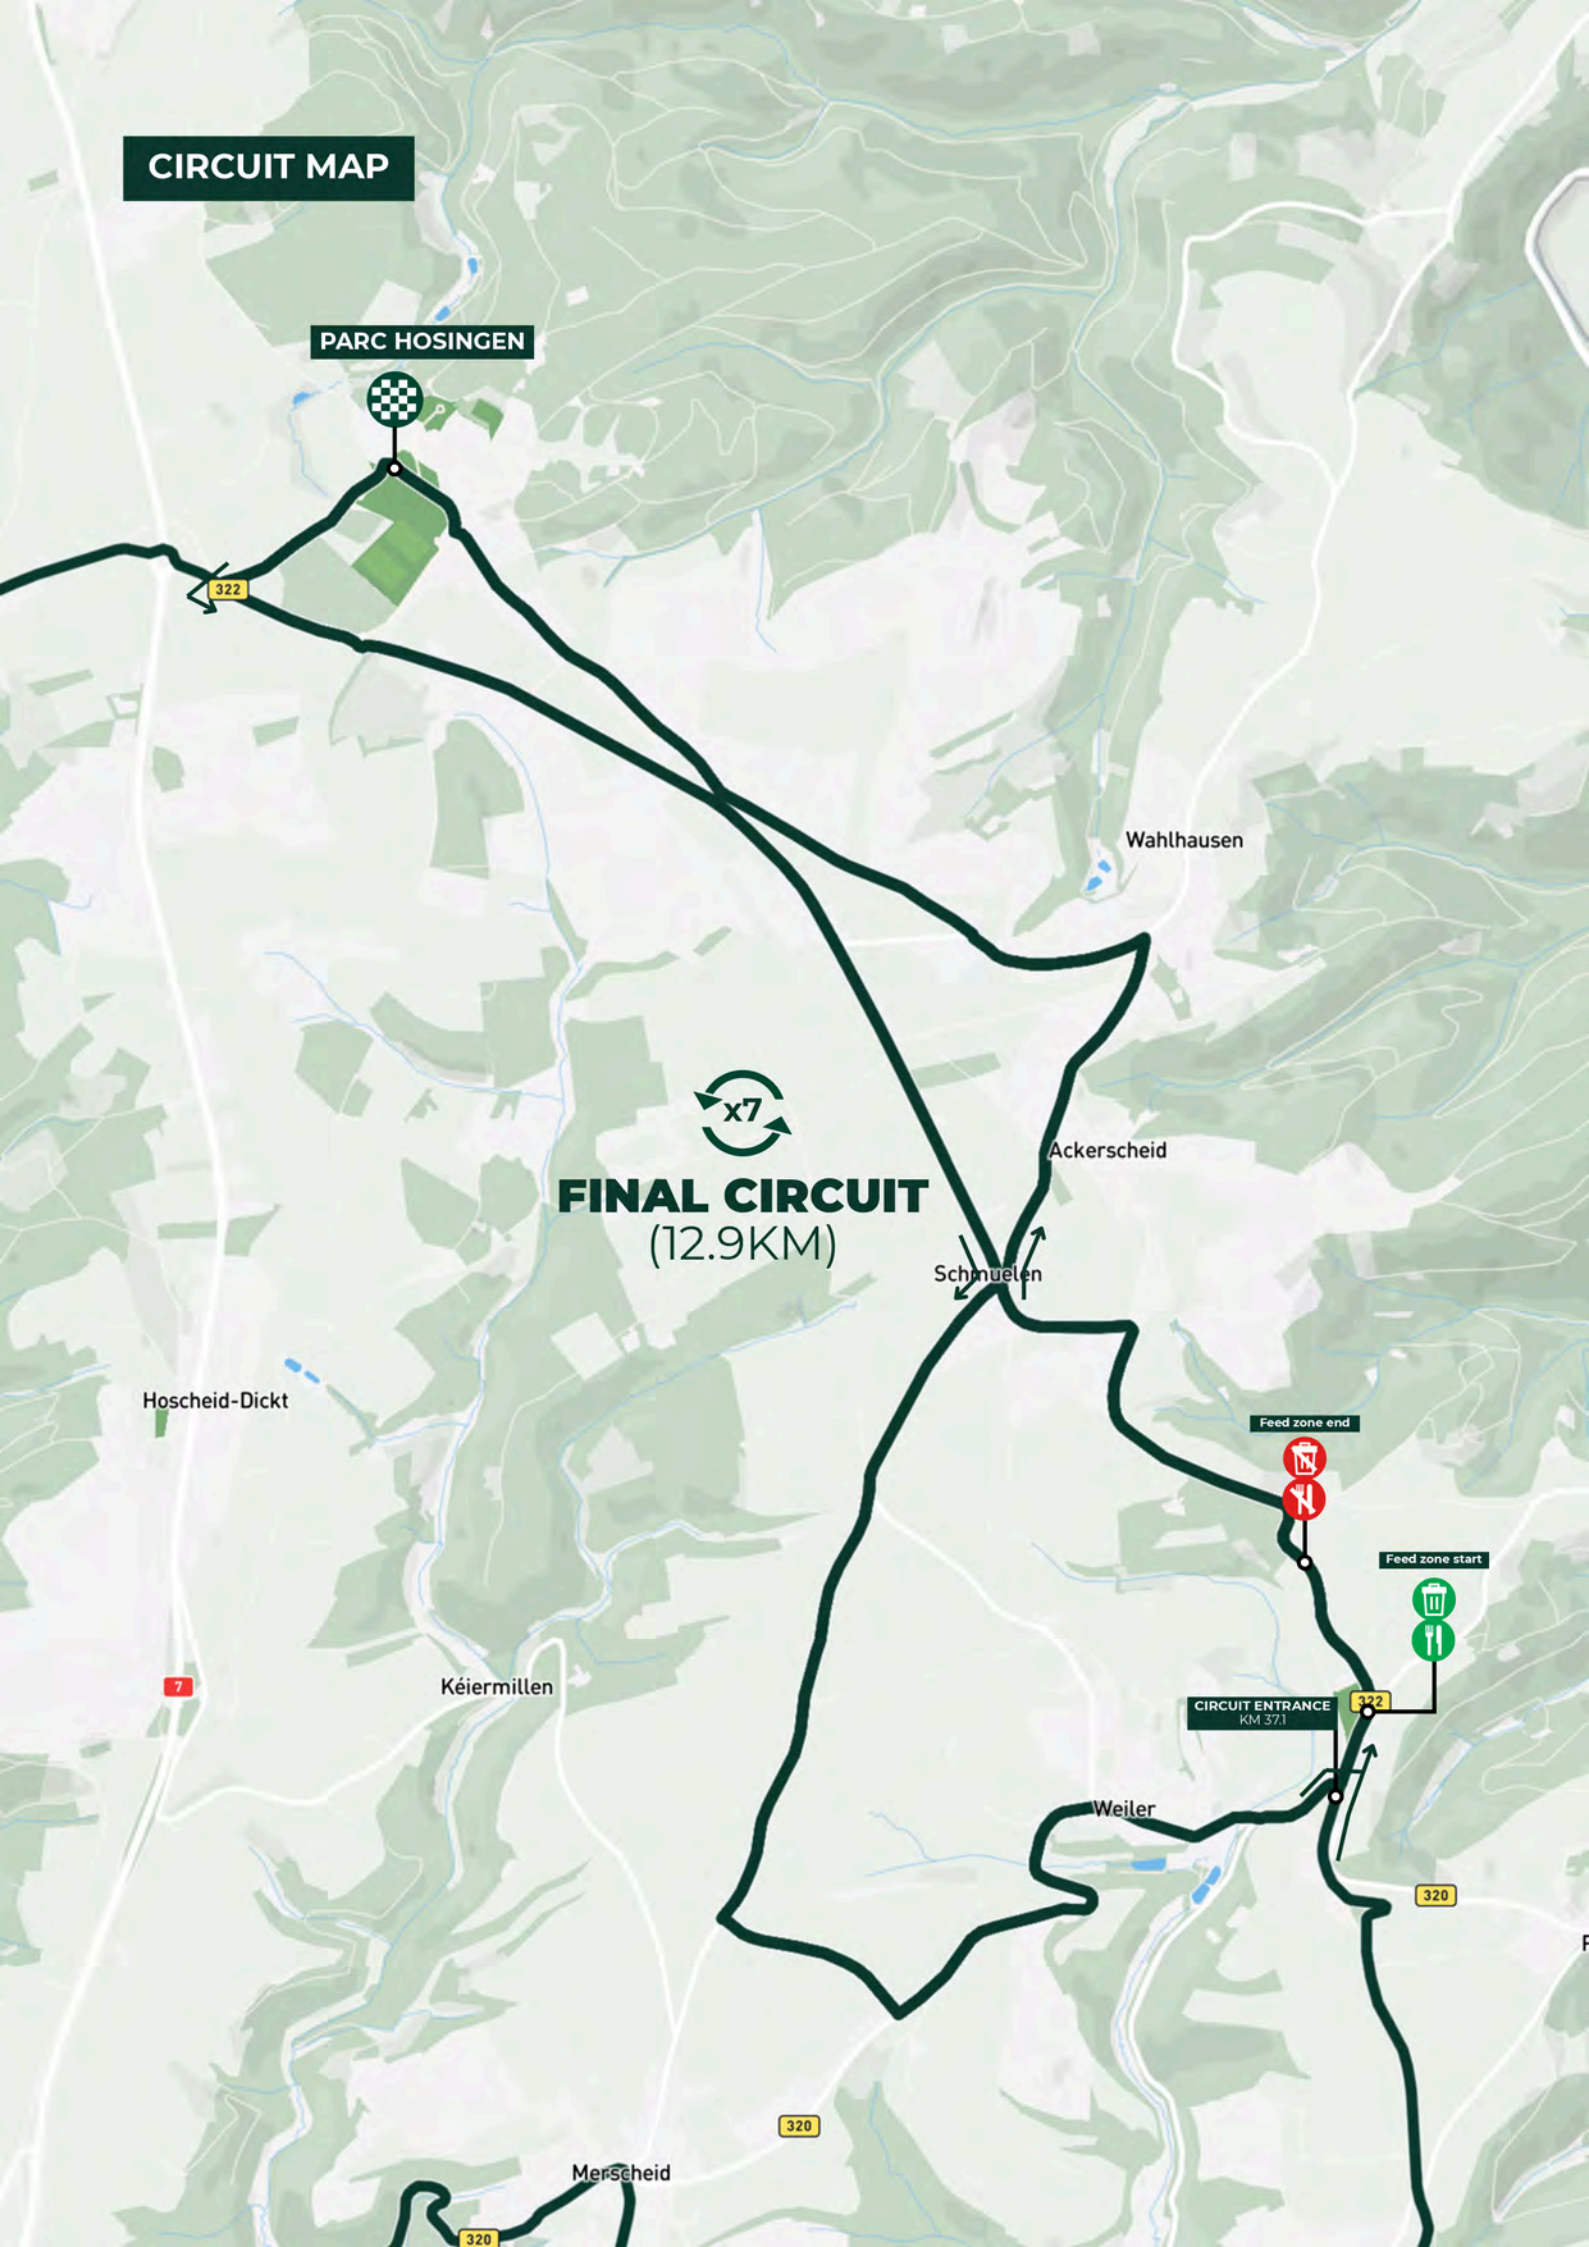 CIRCUIT MAP
PARC HOSINGEN
322
Wahlhausen
x7
Ackerscheid
FINAL CIRCUIT
(12.9KM)
Schmuelen
Hoscheid-Dickt
Feed zone end
Feed zone start
Kéiermillen
7
322
CIRCUIT ENTRANCE
KM 37.1
Weiler
320
320
Merscheid
320